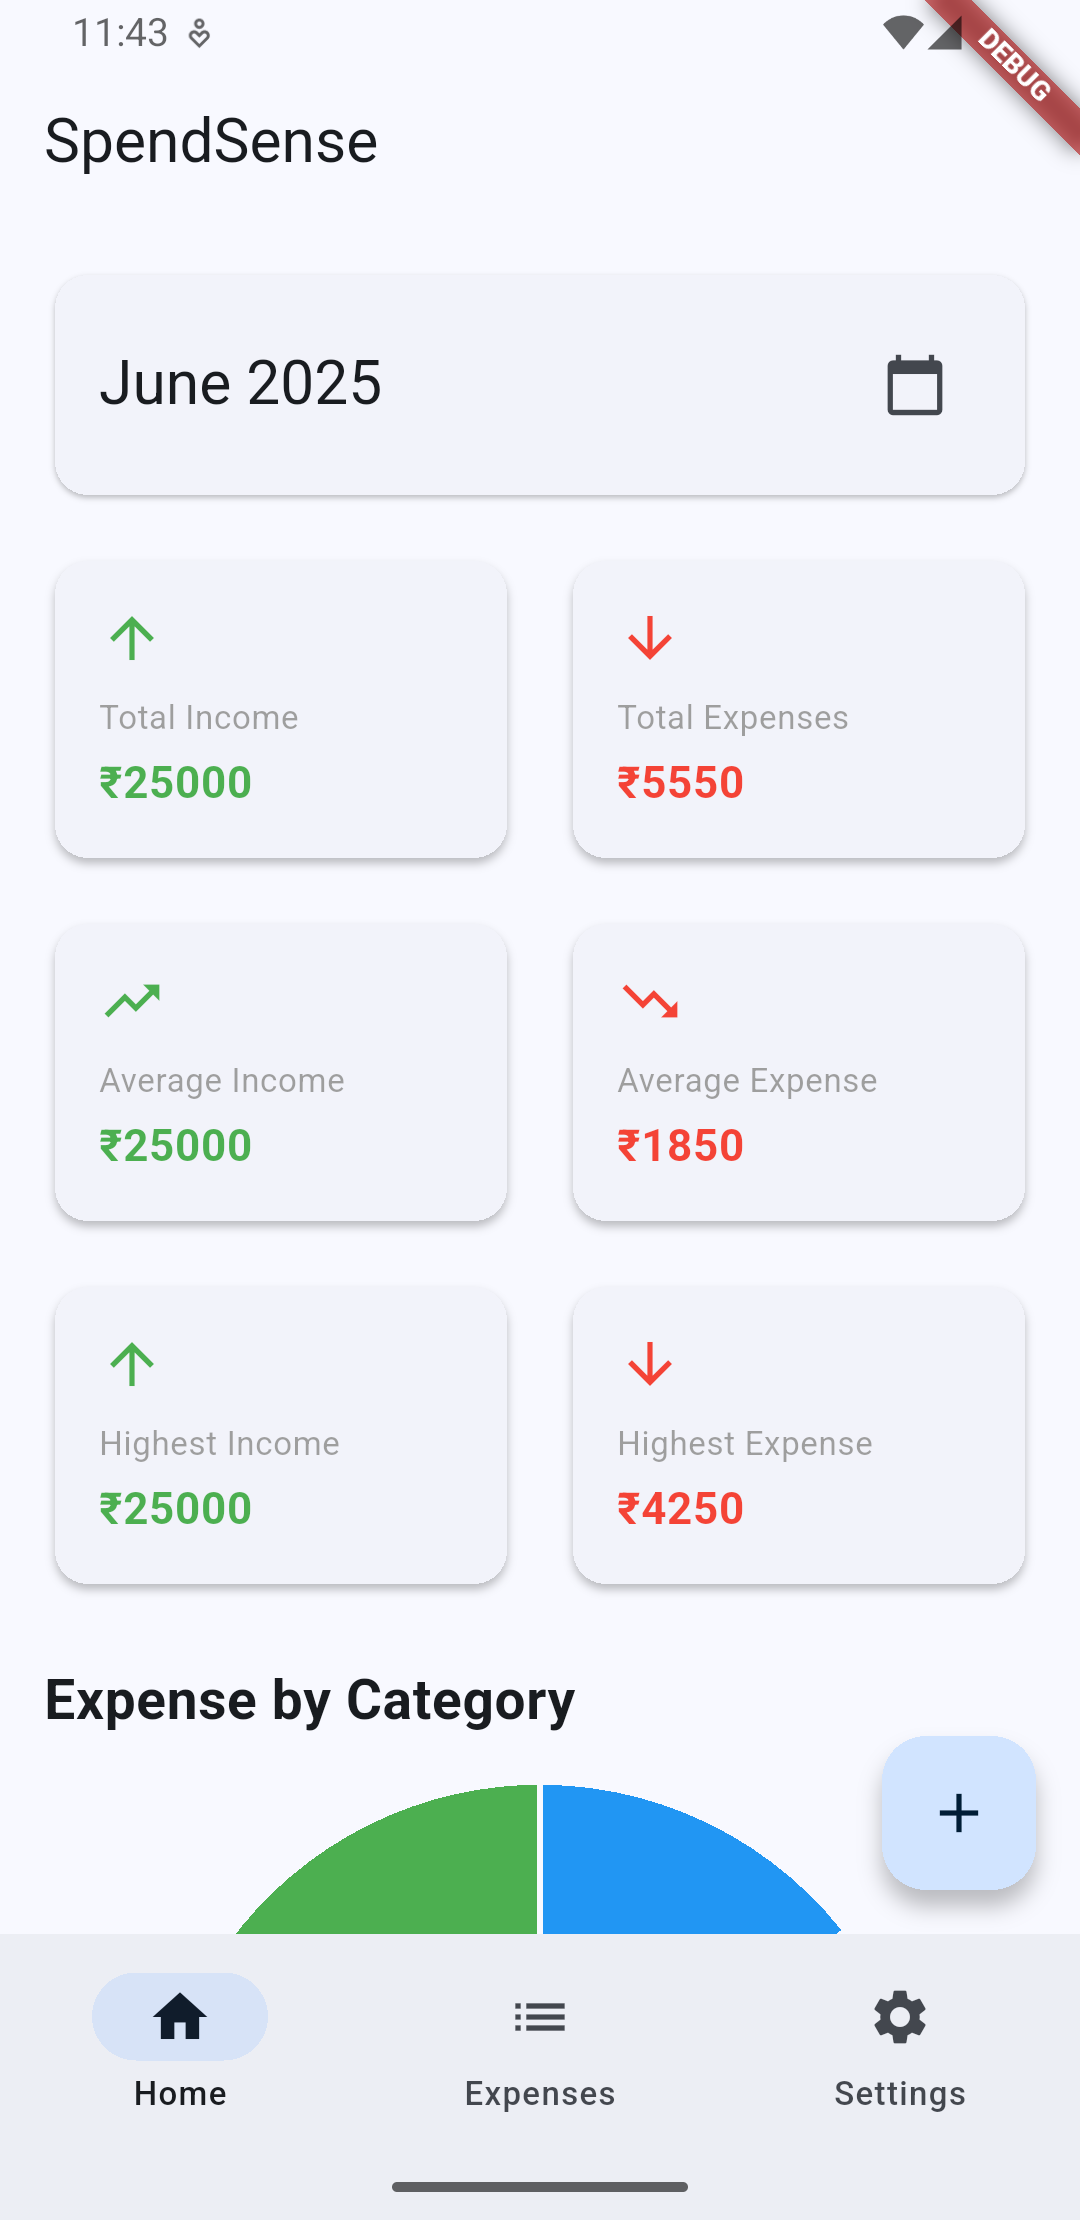 11:43
DEBUG
SpendSense
June 2025
Total Income
₹25000
Total Expenses
₹5550
Average Income
₹25000
Average Expense
₹1850
Highest Income
₹25000
Highest Expense
₹4250
Expense by Category
Home
Expenses
Settings